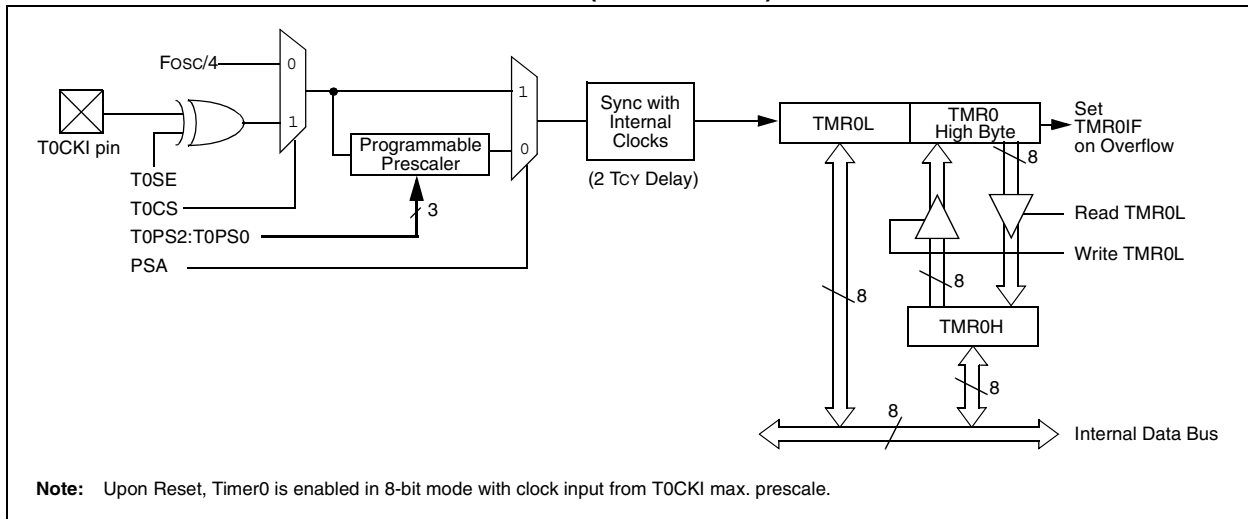 FOSC/4
0
1
T0CKI pin
T0SE
T0CS
T0PS2:T0PS0
PSA
Programmable
Prescaler
3
1
0
Sync with
Internal
Clocks
(2 TCY Delay)
TMR0L
TMR0
High Byte
8
Set
TMR0IF
on Overflow
Read TMR0L
Write TMR0L
8
8
TMR0H
8
8
Internal Data Bus
Note: Upon Reset, Timer0 is enabled in 8-bit mode with clock input from T0CKI max. prescale.